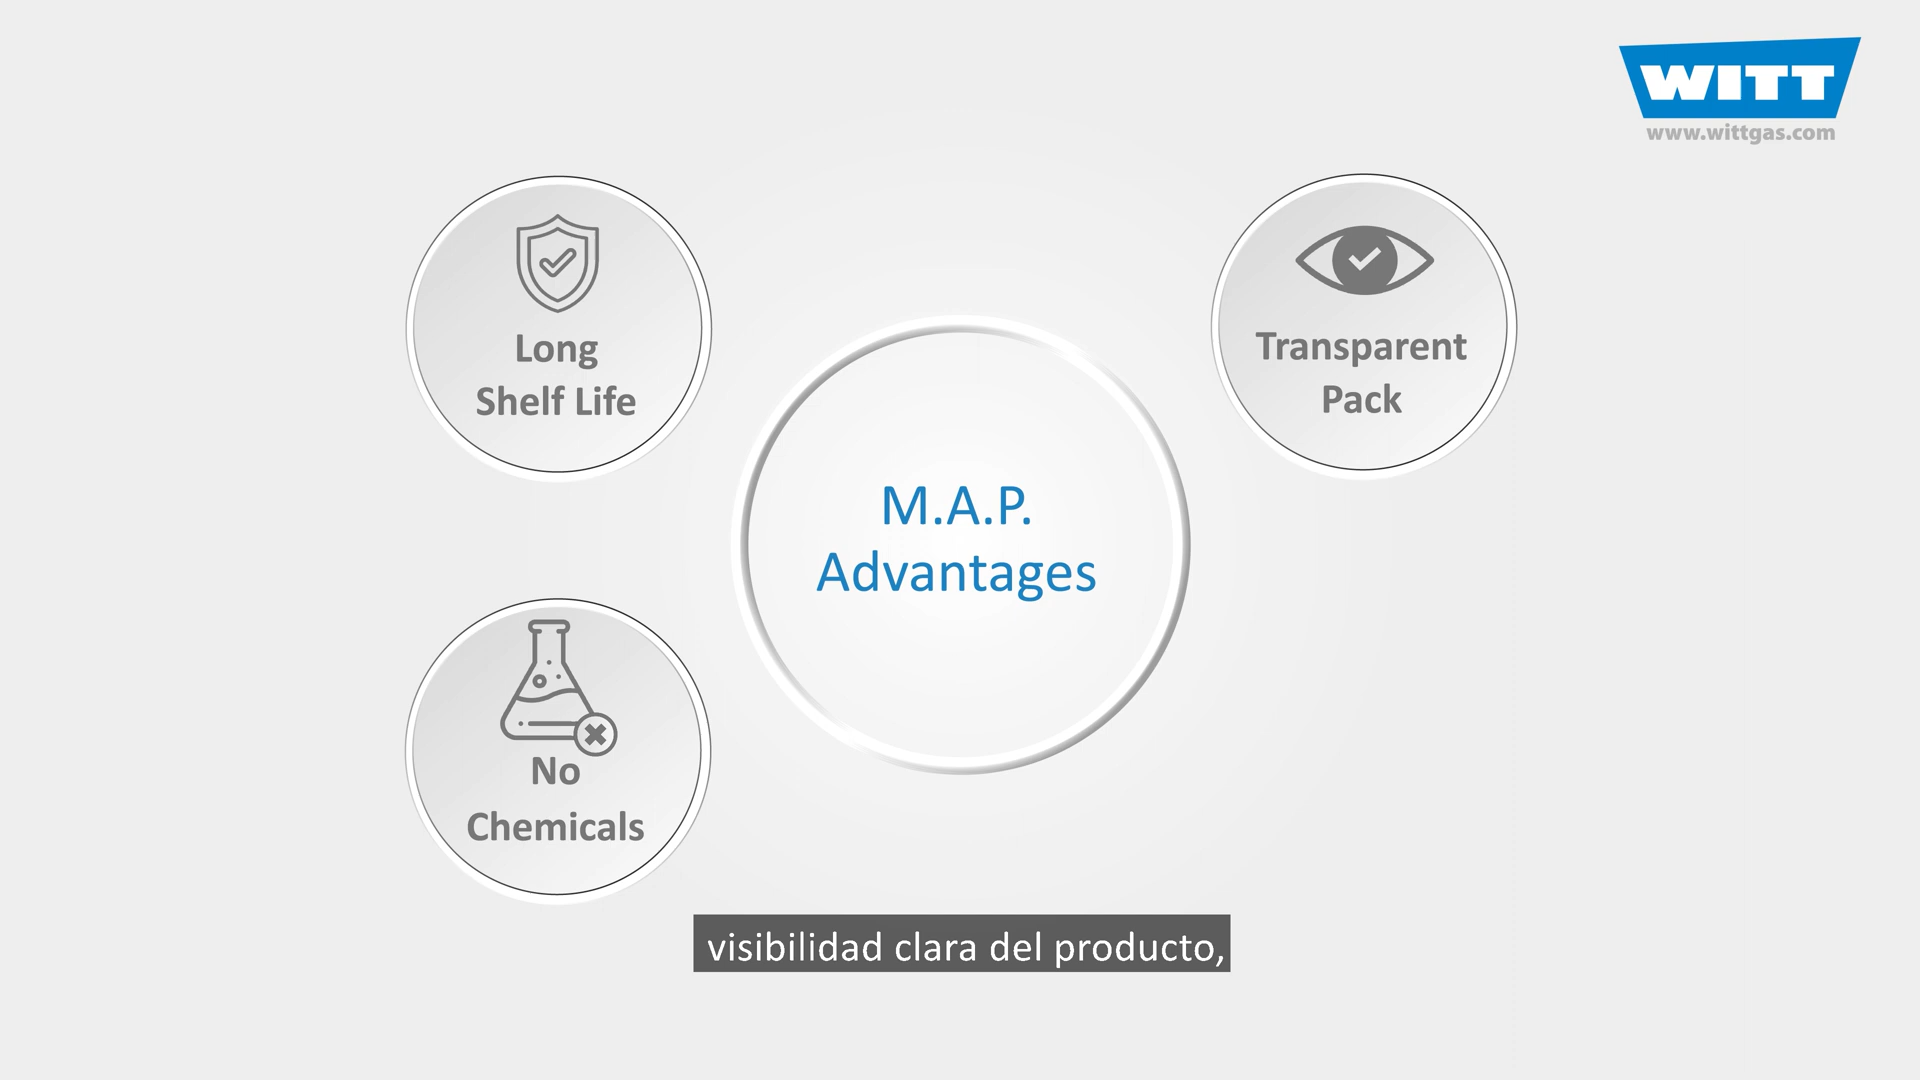 WITT
www.wittgas.com
Long
Shelf Life
Transparent
Pack
M.A.P.
Advantages
No
Chemicals
visibilidad clara del producto,